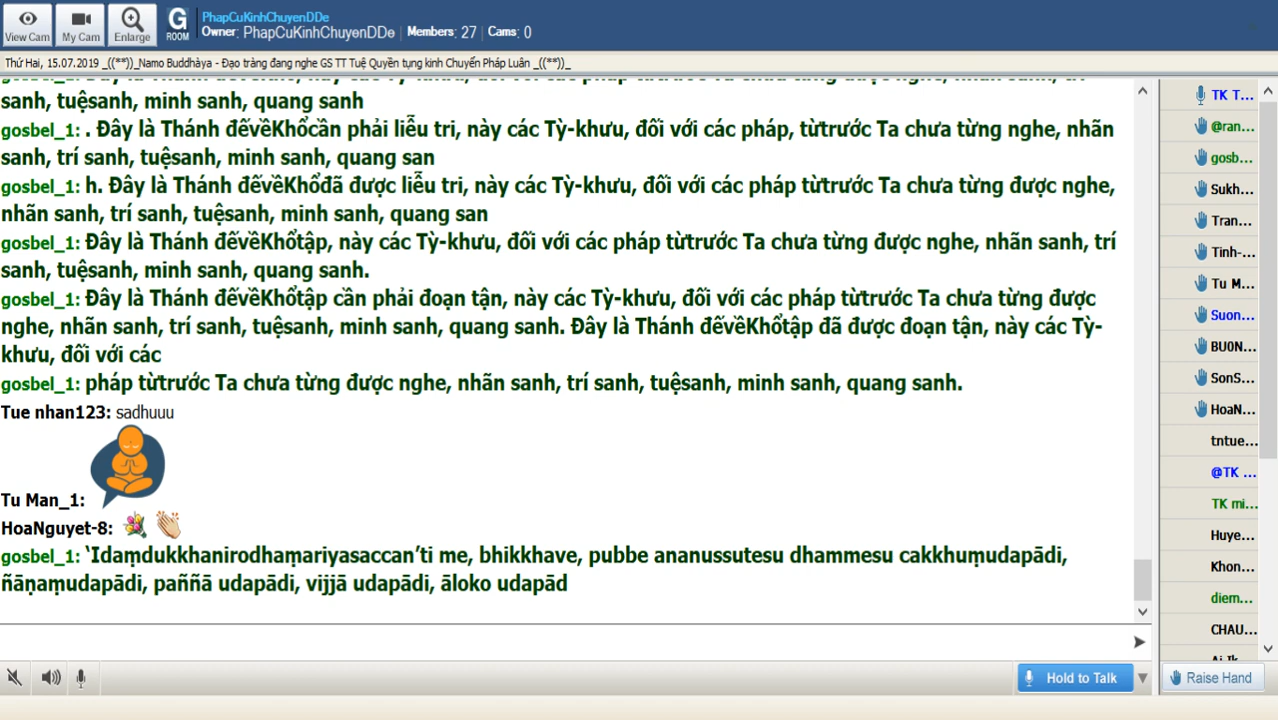 View Cam
My Cam
Enlarge
G
ROOM
PhapCuKinhChuyenDDe
Owner: PhapCuKinhChuyenDDe | Members: 27 | Cams: 0
Thứ Hai, 15.07.2019 _((**))_Namo Buddhàya - Đạo tràng đang nghe GS TT Tuệ Quyền tụng kinh Chuyển Pháp Luân _((**))_
sanh, tuệsanh, minh sanh, quang sanh
gosbel_1: . Đây là Thánh đếvềKhổcần phải liễu tri, này các Tỳ-khưu, đối với các pháp, từtrước Ta chưa từng nghe, nhãn
sanh, trí sanh, tuệsanh, minh sanh, quang san
gosbel_1: h. Đây là Thánh đếvềKhổđã được liễu tri, này các Tỳ-khưu, đối với các pháp từtrước Ta chưa từng được nghe,
nhãn sanh, trí sanh, tuệsanh, minh sanh, quang san
gosbel_1: Đây là Thánh đếvềKhổtập, này các Tỳ-khưu, đối với các pháp từtrước Ta chưa từng được nghe, nhãn sanh, trí
sanh, tuệsanh, minh sanh, quang sanh.
gosbel_1: Đây là Thánh đếvềKhổtập cần phải đoạn tận, này các Tỳ-khưu, đối với các pháp từtrước Ta chưa từng được
nghe, nhãn sanh, trí sanh, tuệsanh, minh sanh, quang sanh. Đây là Thánh đếvềKhổtập đã được đoạn tận, này các Tỳ-
khưu, đối với các
gosbel_1: pháp từtrước Ta chưa từng được nghe, nhãn sanh, trí sanh, tuệsanh, minh sanh, quang sanh.
Tue nhan123: sadhuuu
Tu Man_1:
HoaNguyet-8:
gosbel_1: ‘Idaṃdukkhanirodhaṃariyasaccan’ti me, bhikkhave, pubbe ananussutesu dhammesu cakkhuṃudapādi,
ñāṇaṃudapādi, paññā udapādi, vijjā udapādi, āloko udapād
TK T...
@ran...
gosb...
Sukh...
Tran...
Tinh-...
Tu M...
Suon...
BU0N...
SonS...
HoaN...
tntue...
@TK ...
TK mi...
Huye...
Khon...
diem...
CHAU...
Hold to Talk
Raise Hand